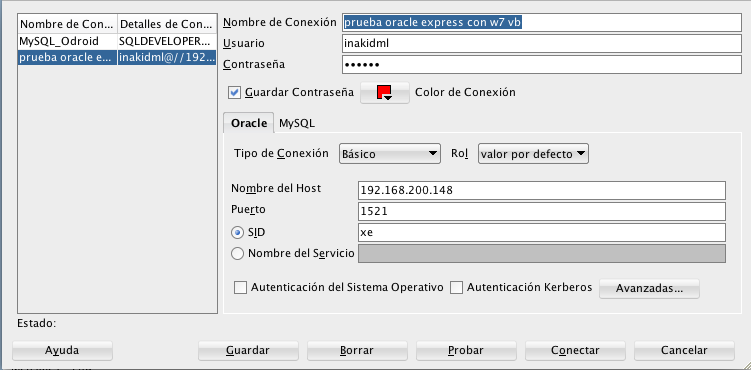 Nombre de Con... Detalles de Con...
MySQL_Odroid SQLDEVELOPER...
prueba oracle e... inakidml@//192...
Nombre de Conexión prueba oracle express con w7 vb
Usuario inakidml
Contraseña ••••••
Guardar Contraseña Color de Conexión
Oracle MySQL
Tipo de Conexión Básico Rol valor por defecto
Nombre del Host 192.168.200.148
Puerto 1521
SID xe
Nombre del Servicio
Autenticación del Sistema Operativo Autenticación Kerberos Avanzadas...
Estado:
Ayuda Guardar Borrar Probar Conectar Cancelar